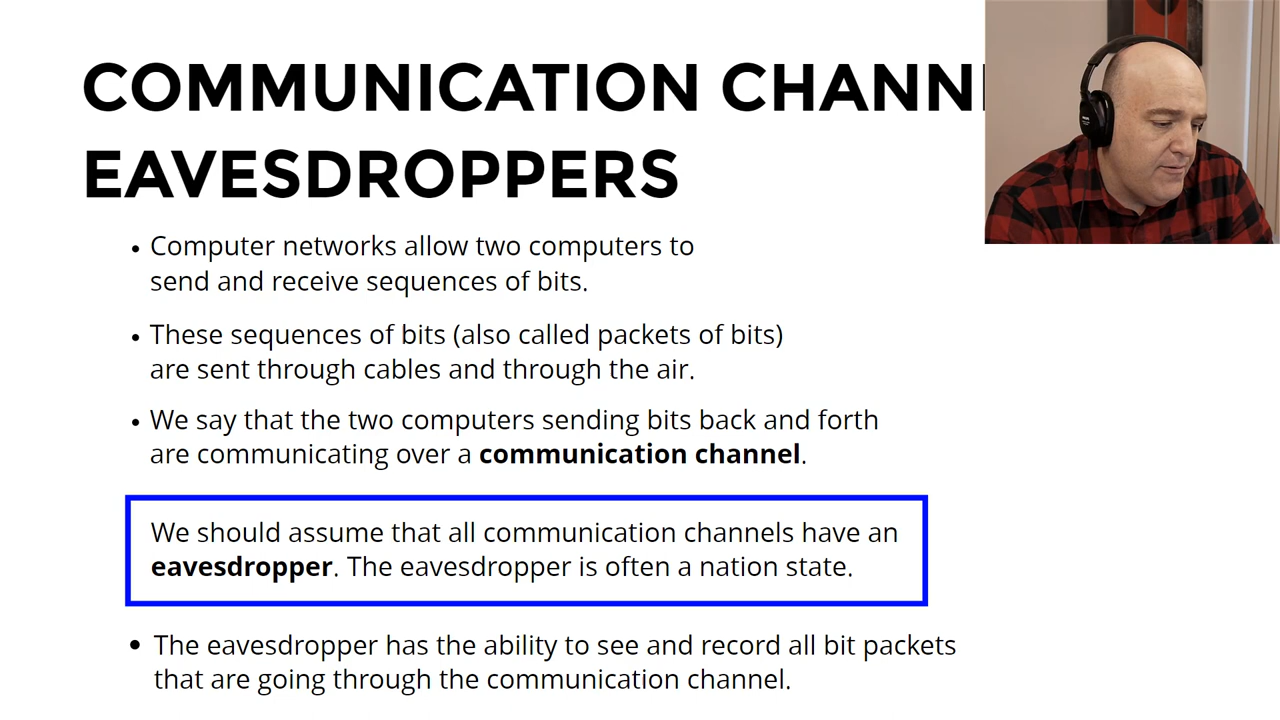 COMMUNICATION
EAVESDROPPERS
• Computer networks allow two computers to
send and receive sequences of bits.
• These sequences of bits (also called packets of bits)
are sent through cables and through the air.
• We say that the two computers sending bits back and forth
are communicating over a communication channel.
We should assume that all communication channels have an
eavesdropper. The eavesdropper is often a nation state.
• The eavesdropper has the ability to see and record all bit packets
that are going through the communication channel.